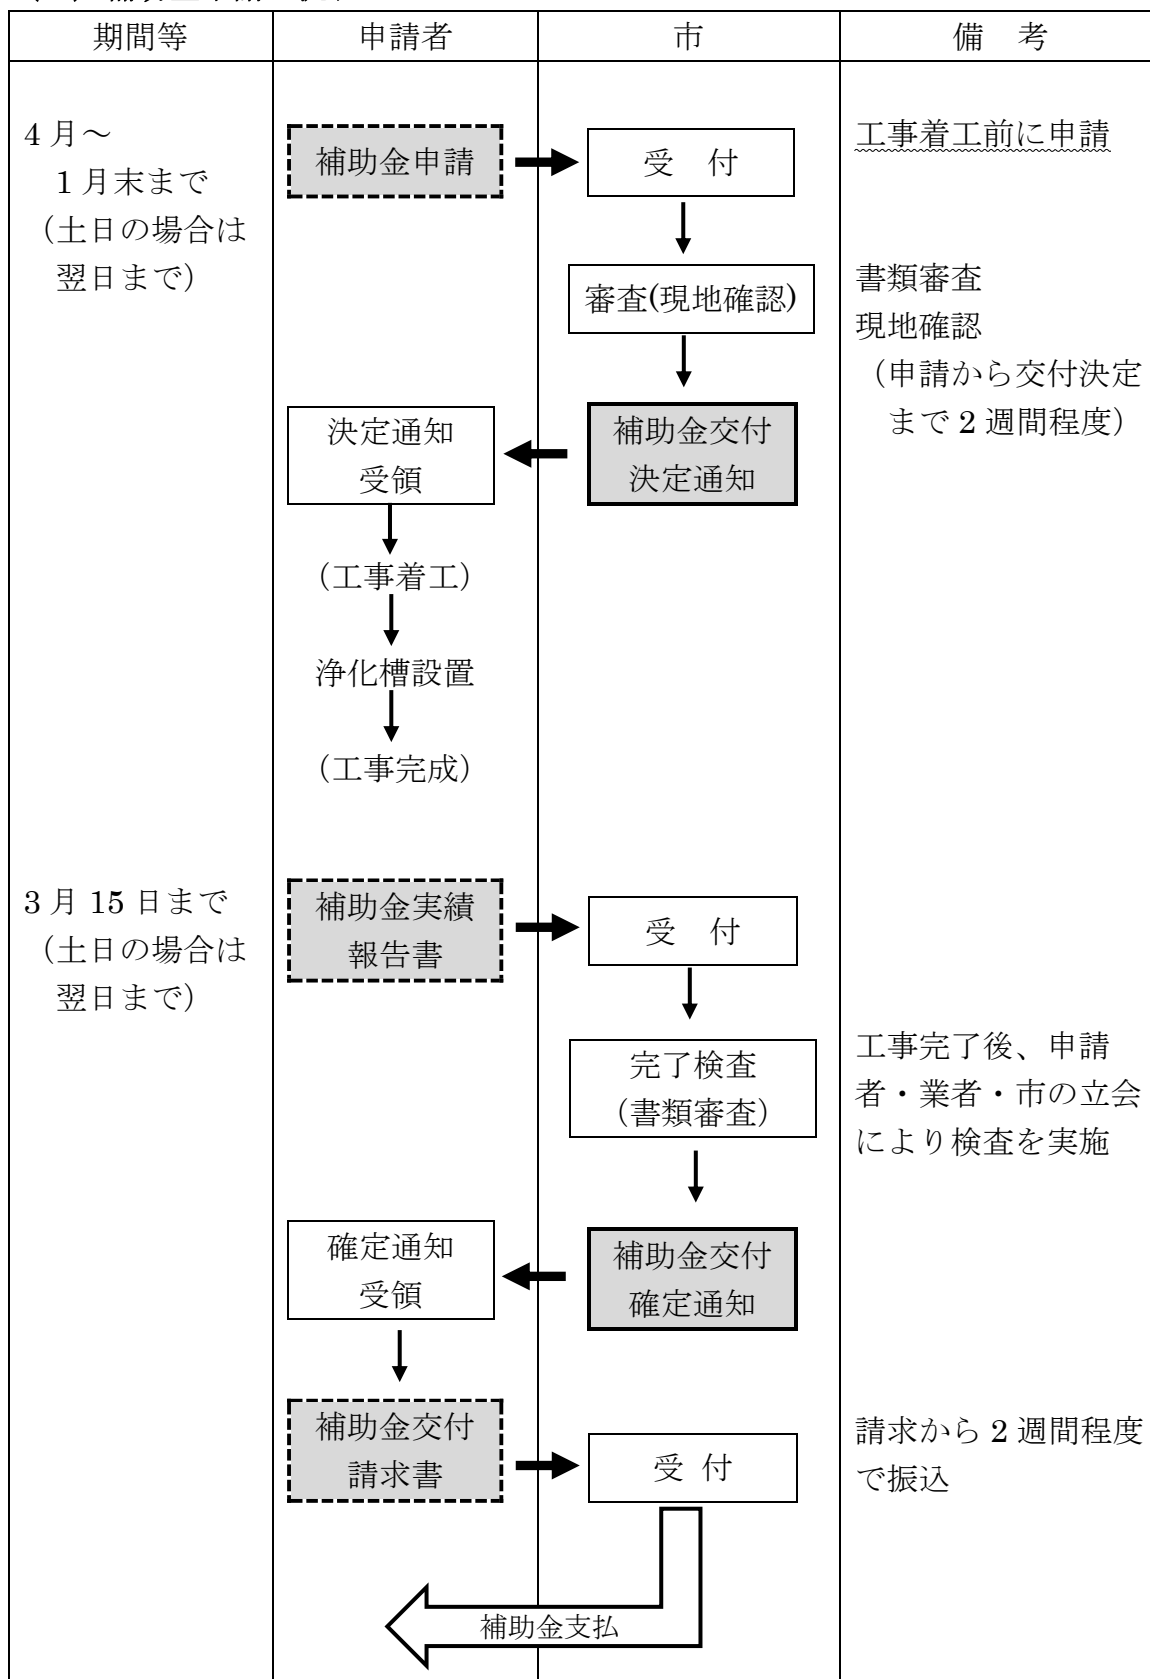 期間等
申請者
市
備　考
4月～
1月末まで
（土日の場合は
翌日まで）
補助金申請
受　付
工事着工前に申請
審査(現地確認)
書類審査
現地確認
（申請から交付決定
まで2週間程度）
補助金交付
決定通知
決定通知
受領
（工事着工）
浄化槽設置
（工事完成）
3月15日まで
（土日の場合は
翌日まで）
補助金実績
報告書
受　付
完了検査
（書類審査）
工事完了後、申請
者・業者・市の立会
により検査を実施
補助金交付
確定通知
確定通知
受領
補助金交付
請求書
受 付
請求から2週間程度
で振込
補助金支払